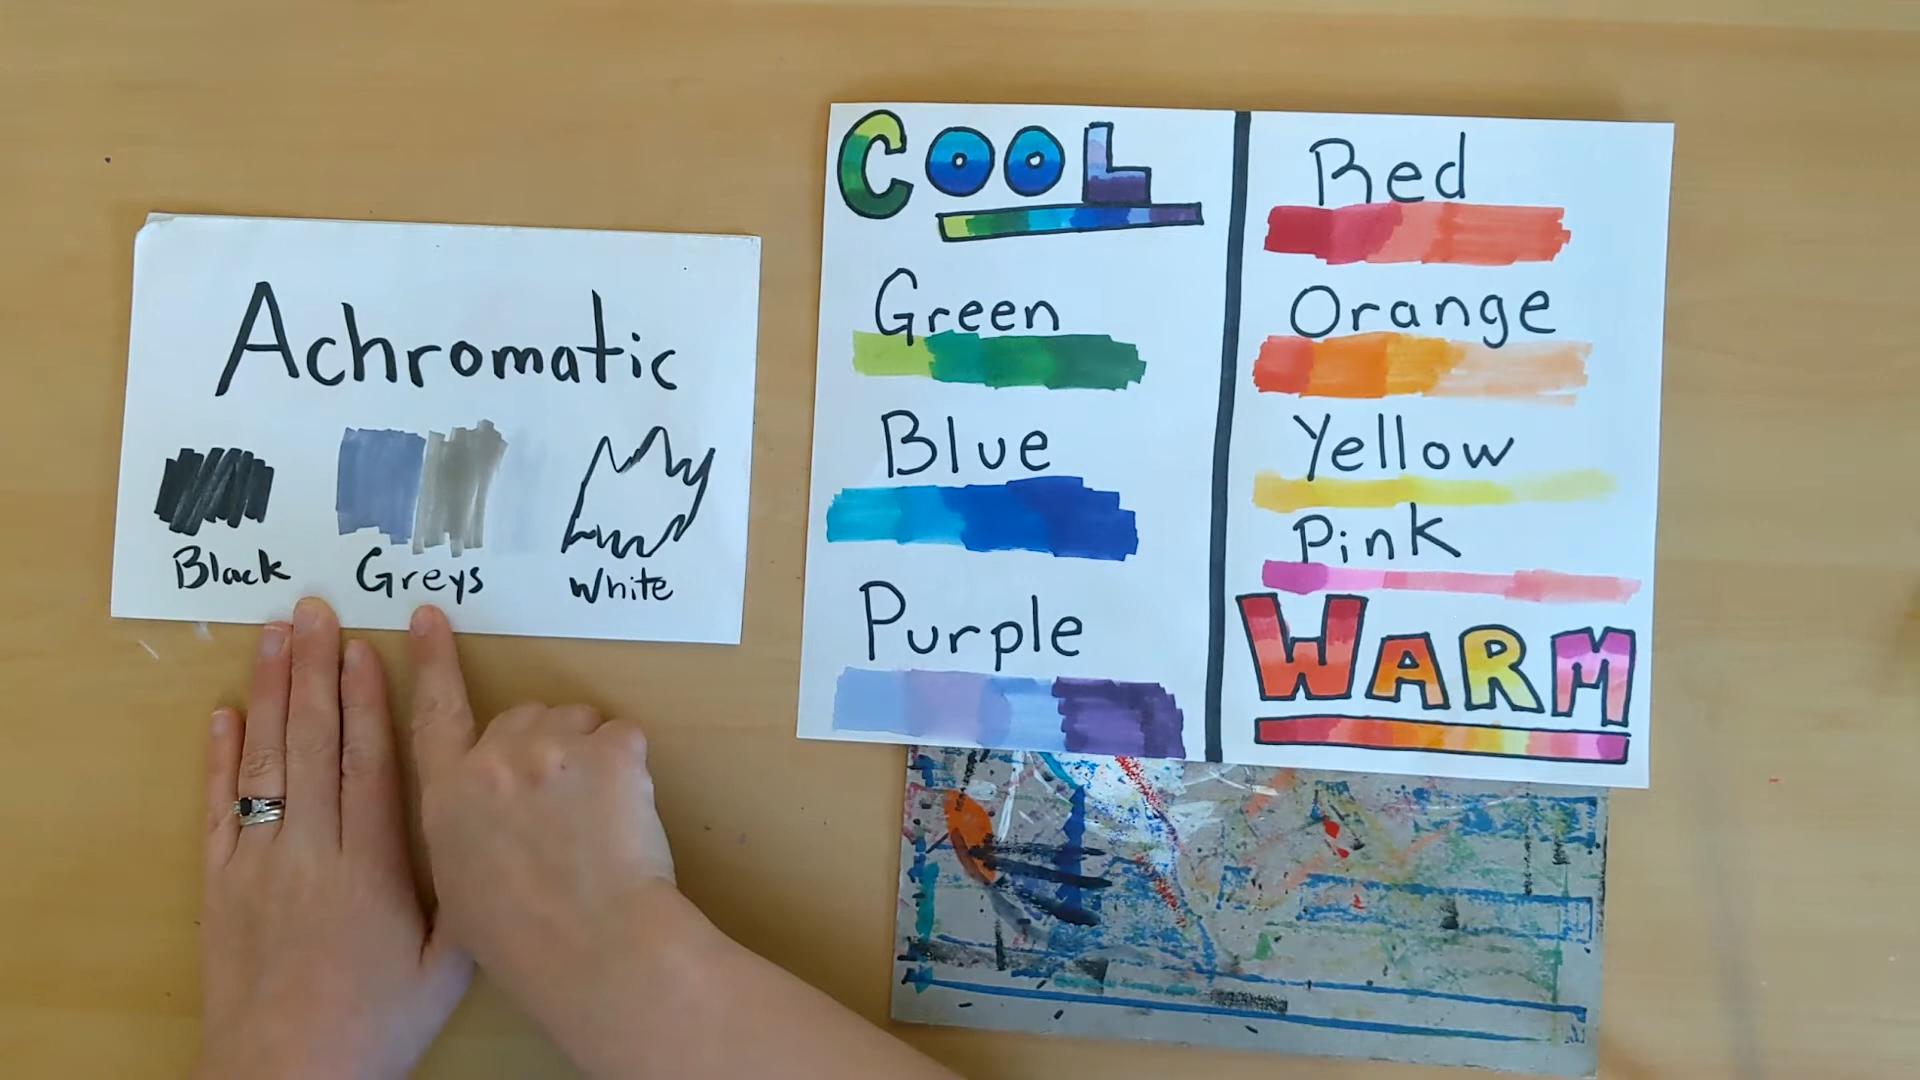 Achromatic
Black
Greys
White
COOL
Green
Blue
Purple
Red
Orange
Yellow
Pink
WARM